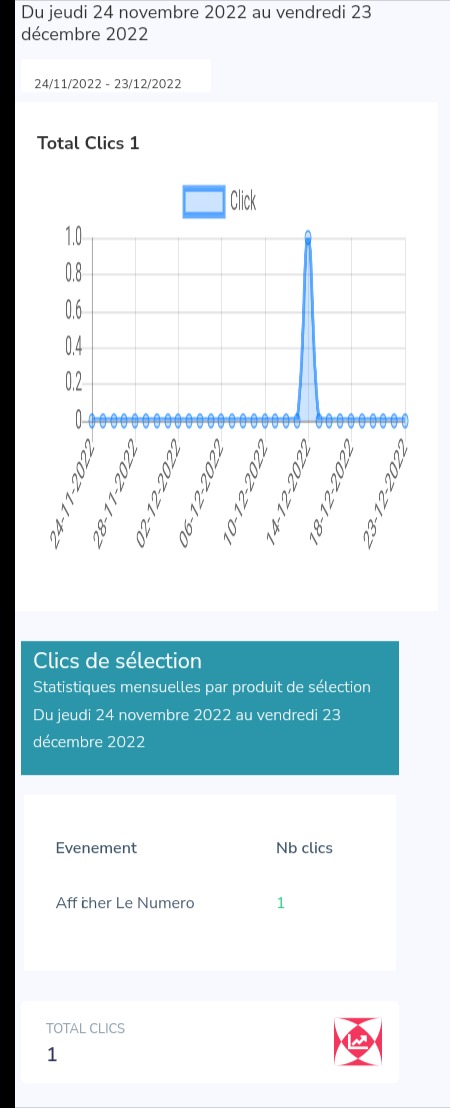 Du jeudi 24 novembre 2022 au vendredi 23
décembre 2022
24/11/2022 - 23/12/2022
Total Clics 1
Click
1.0
0.8
0.6
0.4
0.2
0
24-11-2022
28-11-2022
02-12-2022
06-12-2022
10-12-2022
14-12-2022
18-12-2022
23-12-2022
Clics de sélection
Statistiques mensuelles par produit de sélection
Du jeudi 24 novembre 2022 au vendredi 23
décembre 2022
Evenement Nb clics
Afficher Le Numero 1
TOTAL CLICS
1